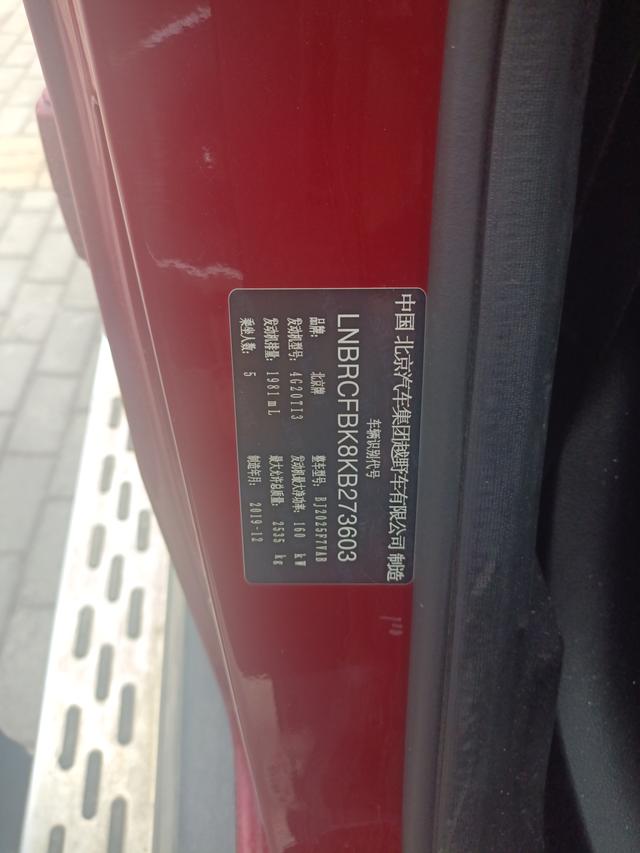 中国 北京汽车集团越野车有限公司 制造
车辆识别代号
LNBRCFBK8KB273603
品牌： 北京牌 整车型号： BJ2025F7VAB
发动机型号： 4G20TI3 发动机最大净功率： 160 kW
发动机排量： 1981mL 最大允许总质量： 2535 kg
乘坐人数： 5 制造年月： 2019-12